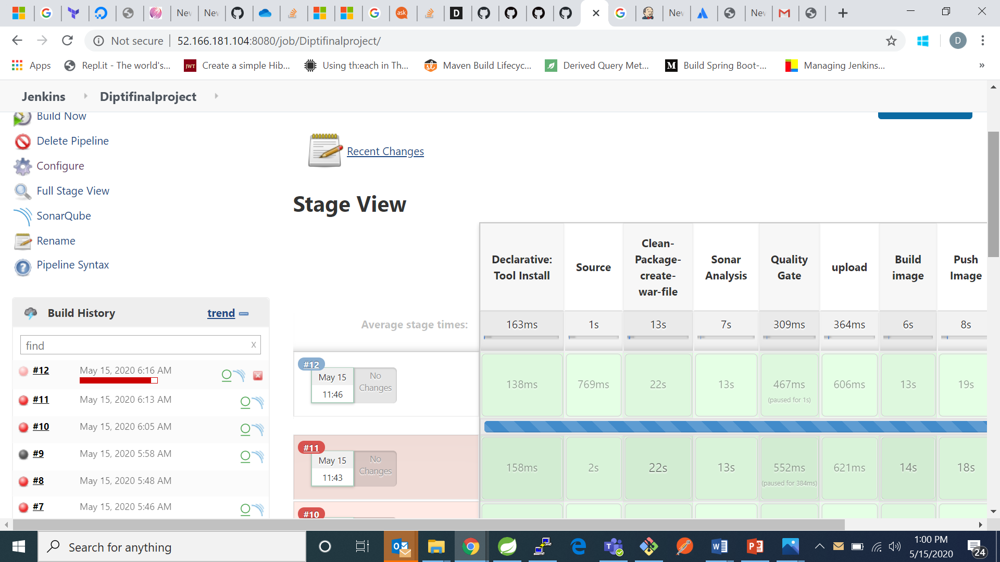 New
New
ask
D
New
New
Not secure
52.166.181.104:8080/job/Diptifinalproject/
D
Apps
Repl.it - The world's...
JWT
Create a simple Hib...
Using th:each in Th...
Maven Build Lifecyc...
Derived Query Met...
M
Build Spring Boot-...
Managing Jenkins...
»
Jenkins
Diptifinalproject
Build Now
Delete Pipeline
Configure
Full Stage View
SonarQube
Rename
Pipeline Syntax
Recent Changes
Stage View
Declarative:
Tool Install
Source
Clean-
Package-
create-
war-file
Sonar
Analysis
Quality
Gate
upload
Build
image
Push
Image
Average stage times:
163ms
1s
13s
7s
309ms
364ms
6s
8s
#12
May 15
11:46
No
Changes
138ms
769ms
22s
13s
467ms
(paused for 1s)
606ms
13s
19s
#11
May 15
11:43
No
Changes
158ms
2s
22s
13s
552ms
(paused for 384ms)
621ms
14s
18s
#10
Build History
trend
find
x
#12
May 15, 2020 6:16 AM
#11
May 15, 2020 6:13 AM
#10
May 15, 2020 6:05 AM
#9
May 15, 2020 5:58 AM
#8
May 15, 2020 5:48 AM
#7
May 15, 2020 5:46 AM
Search for anything
1:00 PM
5/15/2020
24